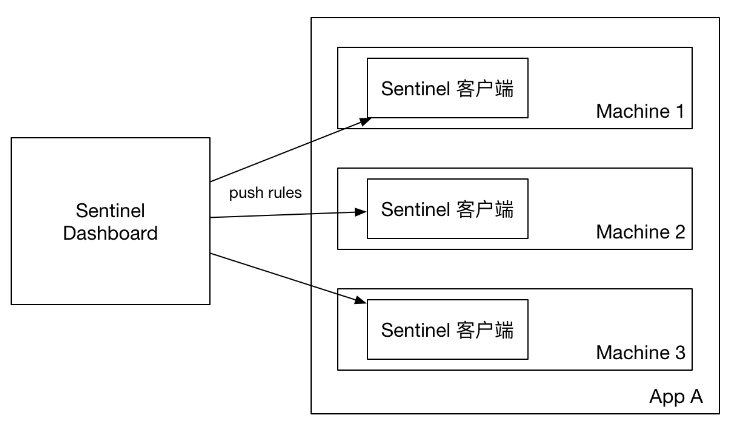 Sentinel 客户端
Machine 1
Sentinel
Dashboard
push rules
Sentinel 客户端
Machine 2
Sentinel 客户端
Machine 3
App A